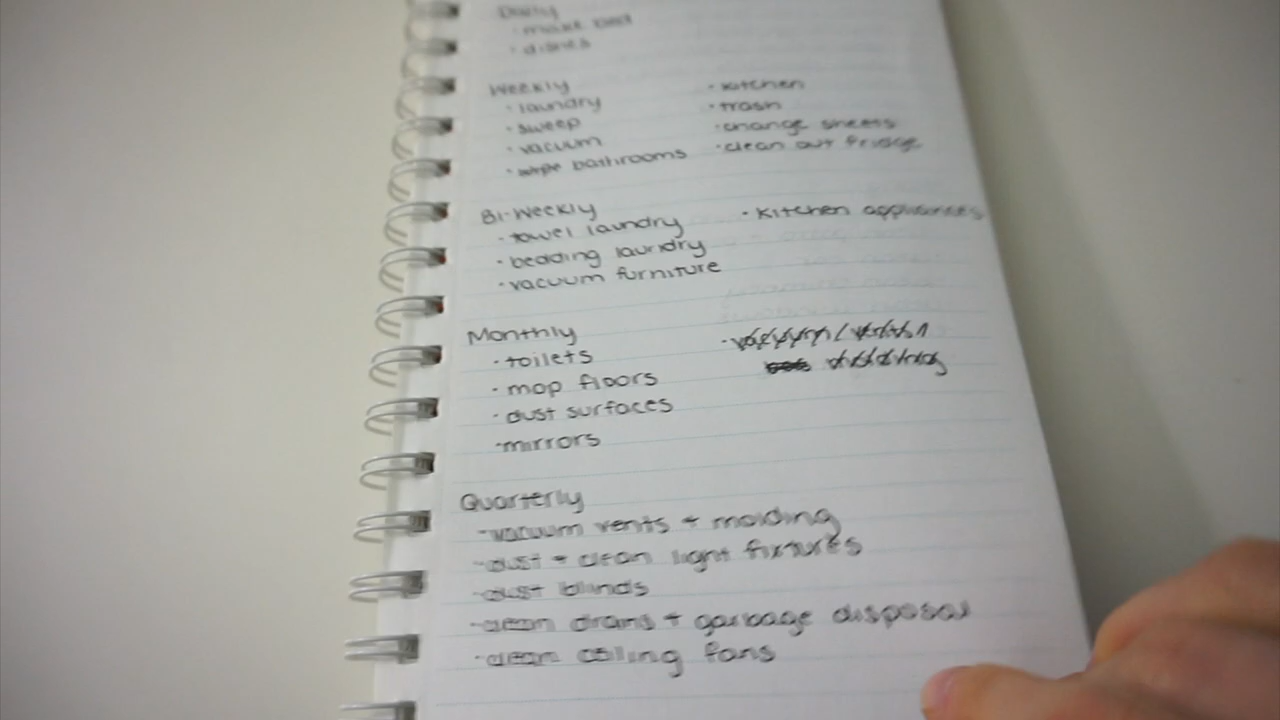 Daily
· make bed
· dishes
Weekly
· laundry
· sweep
· vacuum
· wipe bathrooms
· kitchen
· trash
· change sheets
· clean out fridge
Bi-Weekly
· towel laundry
· bedding laundry
· vacuum furniture
· kitchen appliances
Monthly
· toilets
· mop floors
· dust surfaces
· mirrors
Quarterly
· vacuum vents + molding
· dust + clean light fixtures
· dust blinds
· clean drains + garbage disposal
· clean ceiling fans